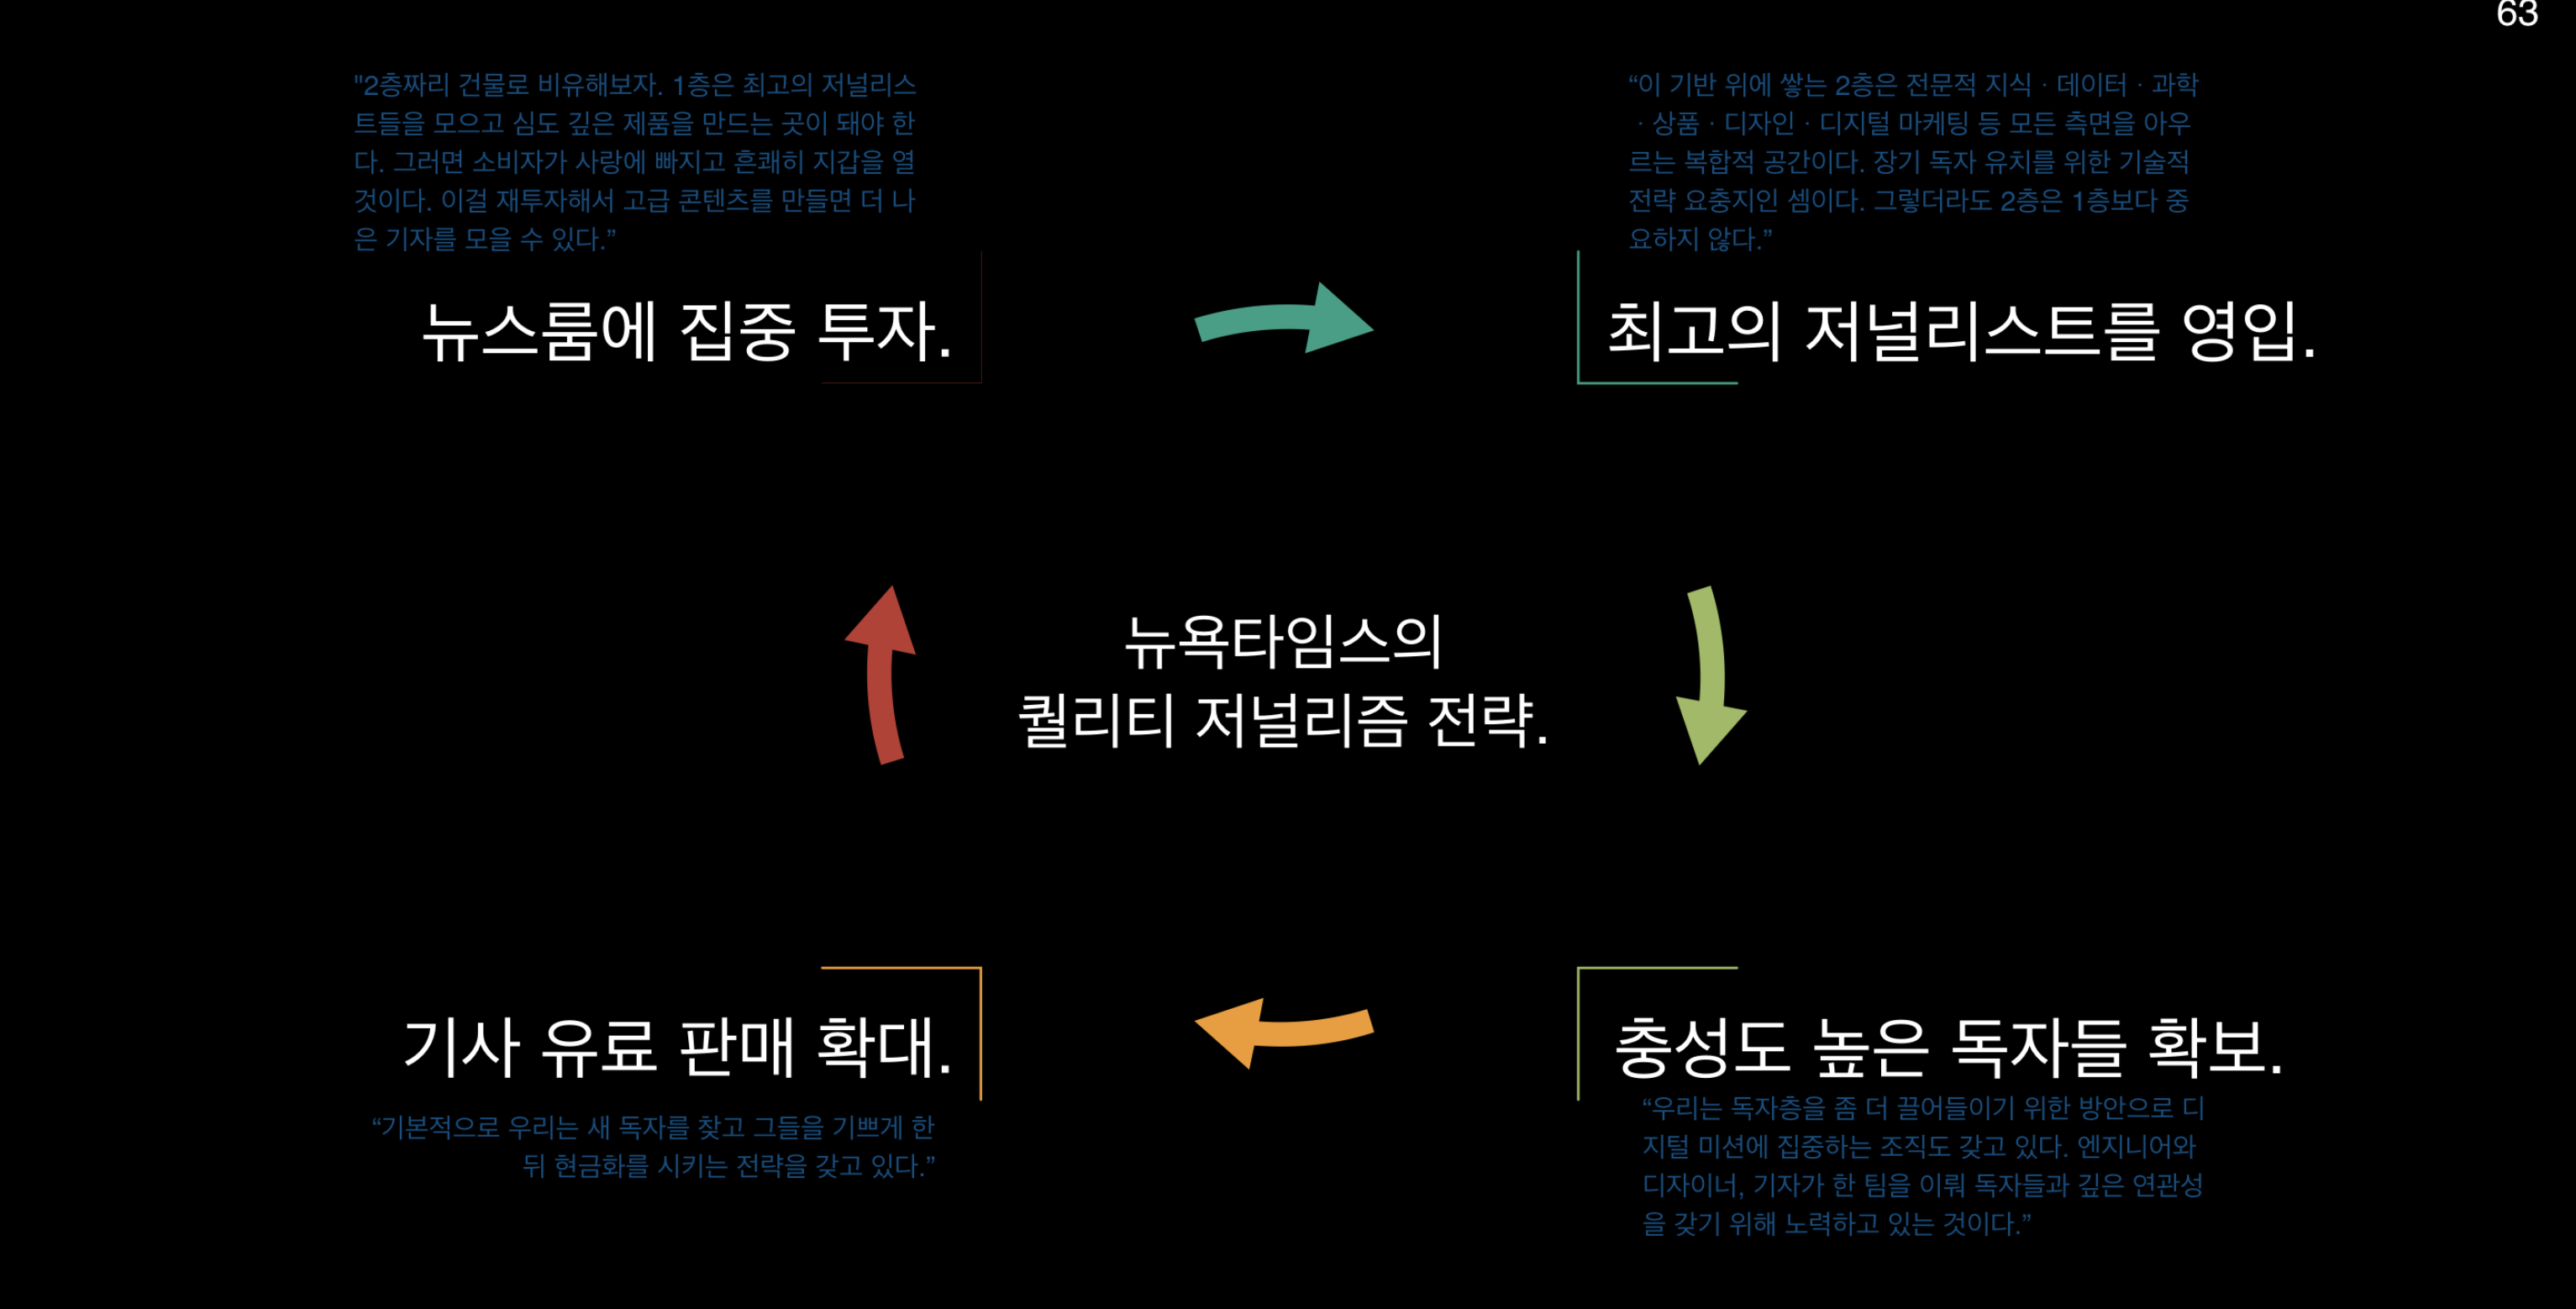 63
"2층짜리 건물로 비유해보자. 1층은 최고의 저널리스
트들을 모으고 심도 깊은 제품을 만드는 곳이 돼야 한
다. 그러면 소비자가 사랑에 빠지고 흔쾌히 지갑을 열
것이다. 이걸 재투자해서 고급 콘텐츠를 만들면 더 나
은 기자를 모을 수 있다.”
뉴스룸에 집중 투자.
“이 기반 위에 쌓는 2층은 전문적 지식 · 데이터 · 과학
· 상품 · 디자인 · 디지털 마케팅 등 모든 측면을 아우
르는 복합적 공간이다. 장기 독자 유치를 위한 기술적
전략 요충지인 셈이다. 그렇더라도 2층은 1층보다 중
요하지 않다.”
최고의 저널리스트를 영입.
뉴욕타임스의
퀄리티 저널리즘 전략.
기사 유료 판매 확대.
“기본적으로 우리는 새 독자를 찾고 그들을 기쁘게 한
뒤 현금화를 시키는 전략을 갖고 있다.”
충성도 높은 독자들 확보.
“우리는 독자층을 좀 더 끌어들이기 위한 방안으로 디
지털 미션에 집중하는 조직도 갖고 있다. 엔지니어와
디자이너, 기자가 한 팀을 이뤄 독자들과 깊은 연관성
을 갖기 위해 노력하고 있는 것이다.”